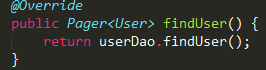 @Override
public Pager<User> findUser() {
    return userDao.findUser();
}